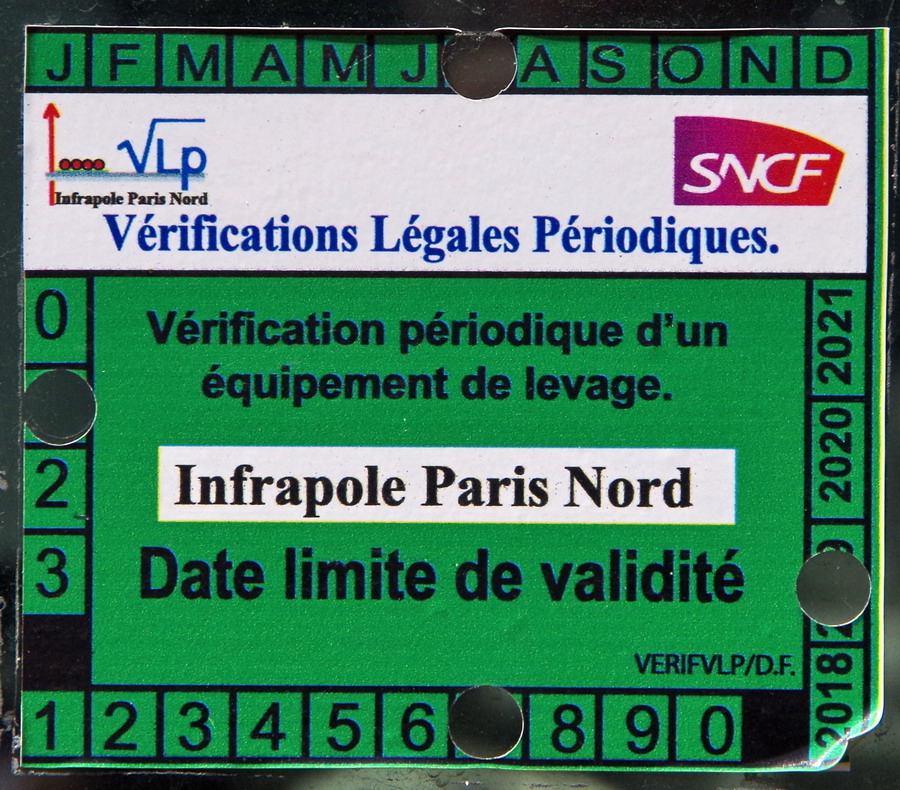 J F M A M J A S O N D
√Lp
Infrapole Paris Nord
SNCF
Vérifications Légales Périodiques.
0
2
3
Vérification périodique d'un
équipement de levage.
Infrapole Paris Nord
Date limite de validité
VERIFVLP/D.F.
2021
2020
2018
1 2 3 4 5 6 8 9 0